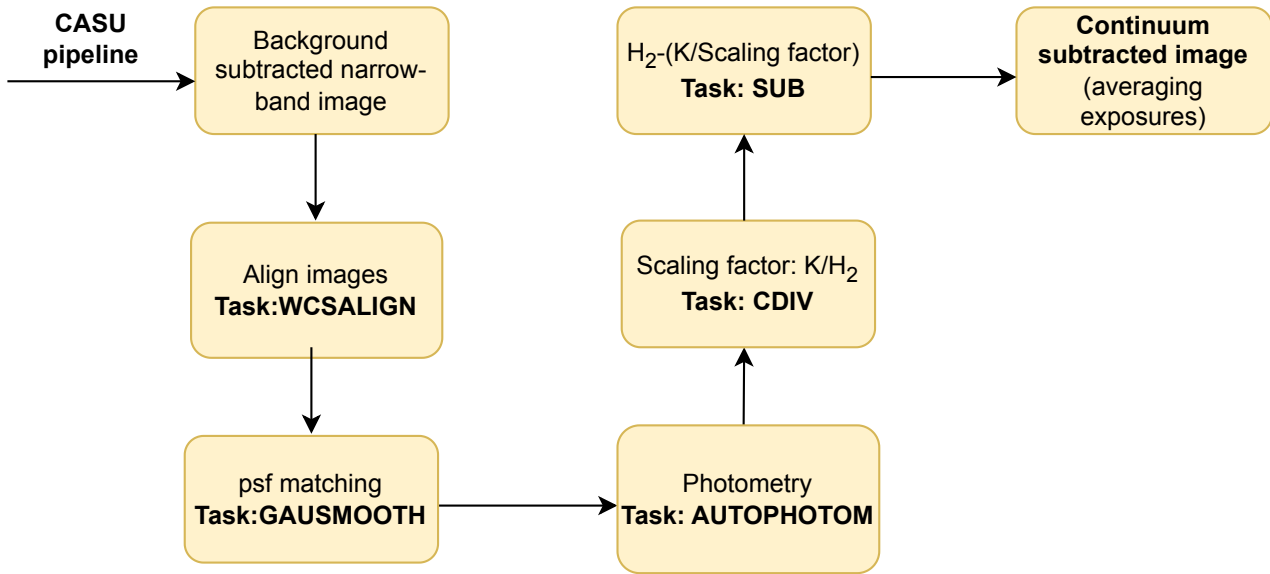 CASU
pipeline
Background
subtracted narrow-
band image
Align images
Task:WCSALIGN
psf matching
Task:GAUSMOOTH
Photometry
Task: AUTOPHOTOM
Scaling factor: K/H₂
Task: CDIV
H₂-(K/Scaling factor)
Task: SUB
Continuum
subtracted image
(averaging
exposures)